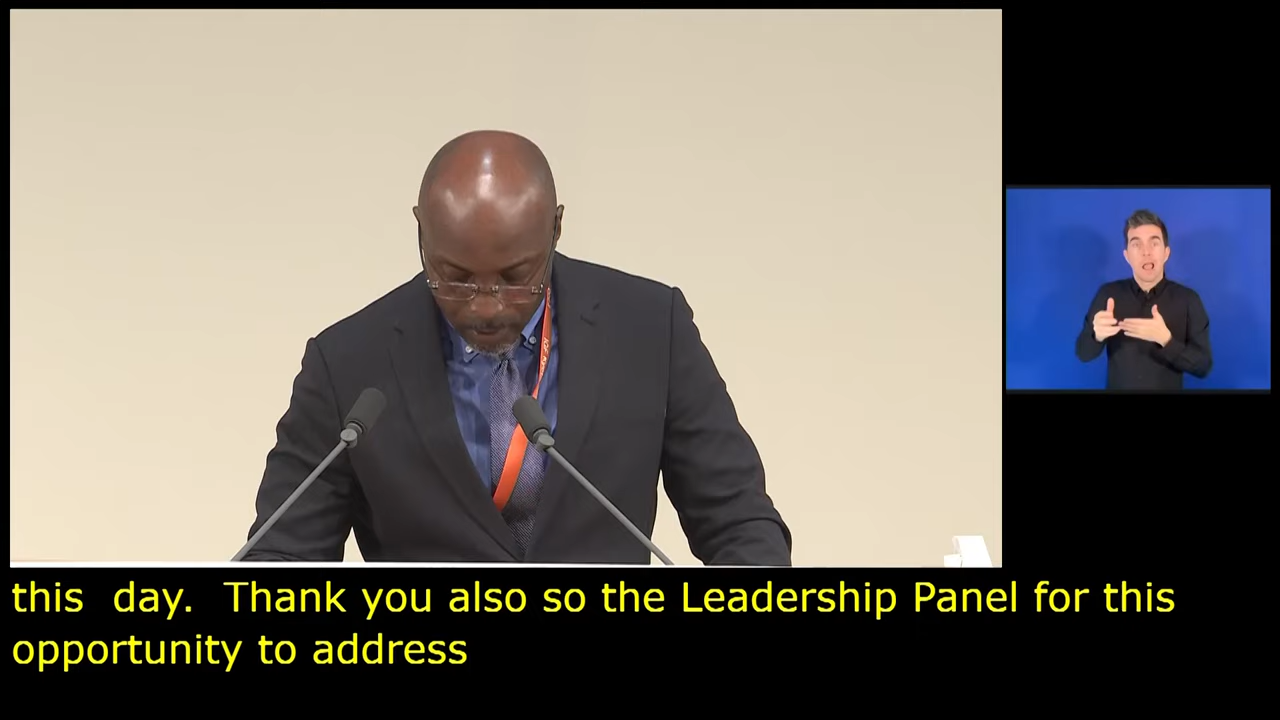 this  day.  Thank you also so the Leadership Panel for this
opportunity to address